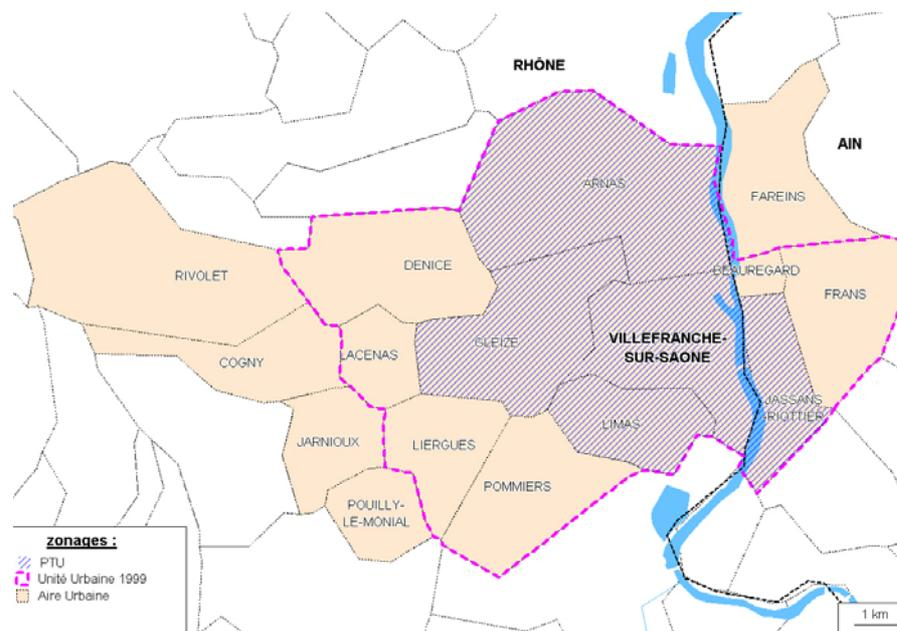 RHÔNE
AIN
ARNAS
FAREINS
DENICE
BEAUREGARD
RIVOLET
FRANS
GLEIZE
VILLEFRANCHE-
SUR-SAONE
LACENAS
COGNY
JASSANS
RIOTTIER
LIMAS
JARNIOUX
LIERGUES
POMMIERS
POUILLY-
LE-MONIAL
zonages :
PTU
Unité Urbaine 1999
Aire Urbaine
1 km